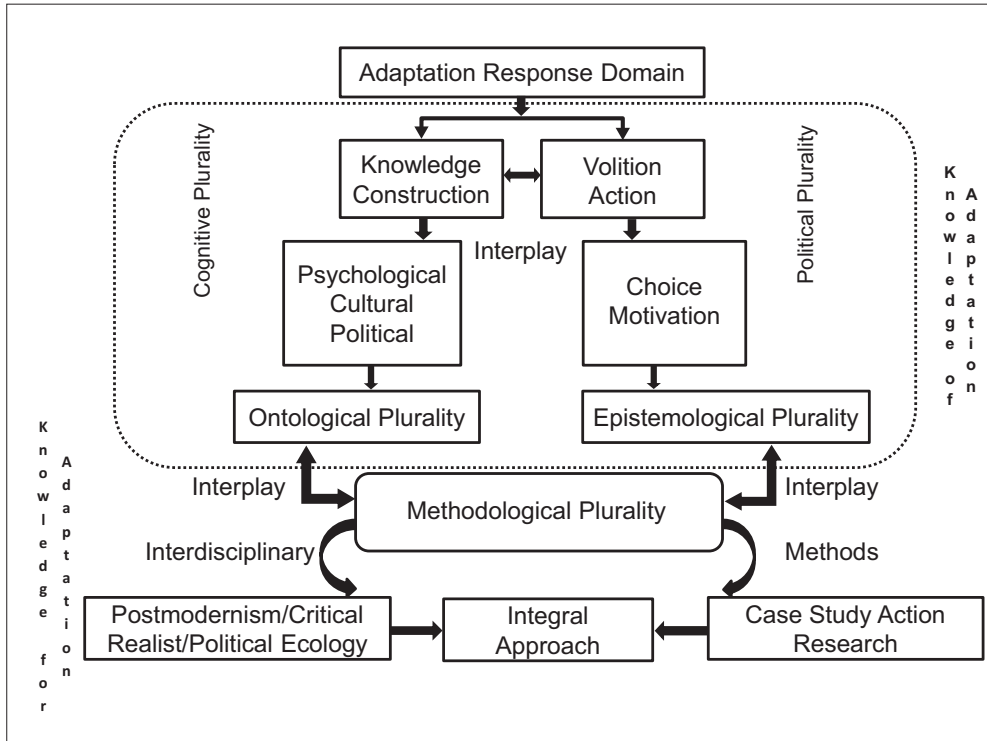 Adaptation Response Domain
Cognitive Plurality
Political Plurality
Knowledge
Construction
Volition
Action
Interplay
Psychological
Cultural
Political
Choice
Motivation
Ontological Plurality
Epistemological Plurality
Knowledge of
Adaptation
Interplay
Methodological Plurality
Interplay
Interdisciplinary
Methods
Knowledge for
Adaptation
Postmodernism/Critical
Realist/Political Ecology
Integral
Approach
Case Study Action
Research